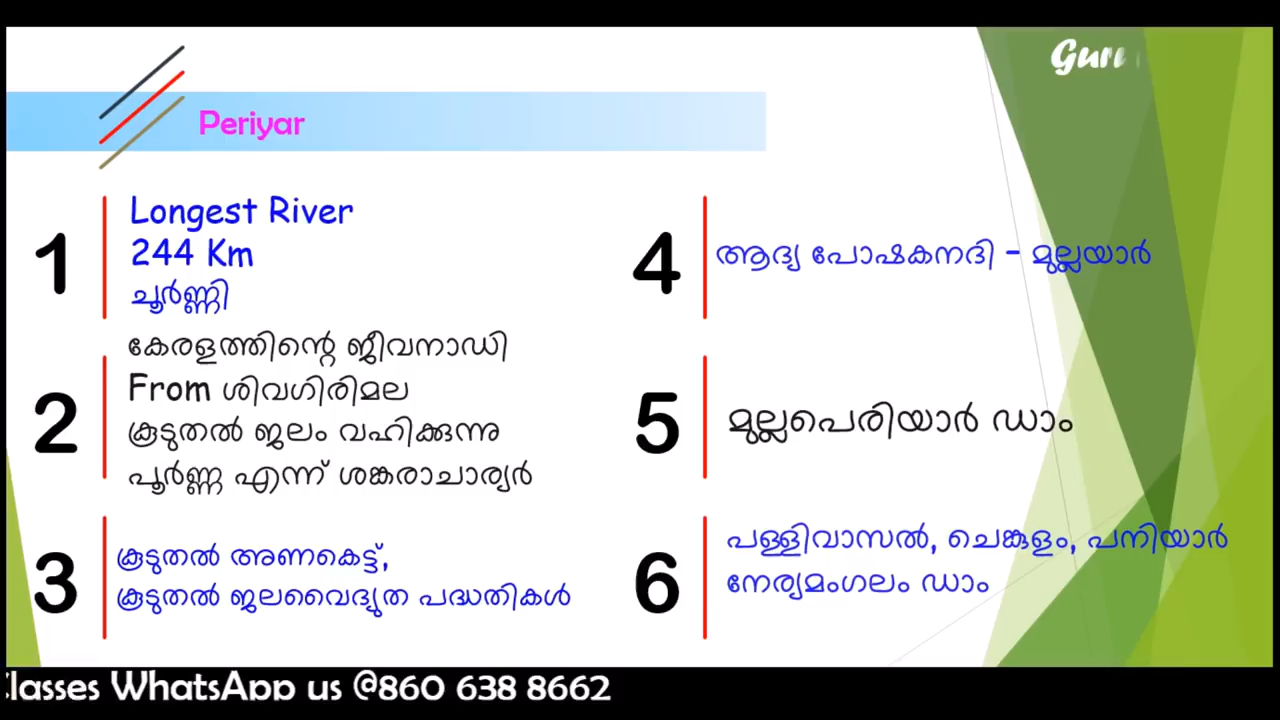 Guru
Periyar
1
Longest River
244 Km
ചൂർണ്ണി
2
കേരളത്തിന്റെ ജീവനാഡി
From ശിവഗിരിമല
കൂടുതൽ ജലം വഹിക്കുന്നു
പൂർണ്ണ എന്ന് ശങ്കരാചാര്യർ
3
കൂടുതൽ അണകെട്ട്,
കൂടുതൽ ജലവൈദ്യുത പദ്ധതികൾ
4
ആദ്യ പോഷകനദി - മുല്ലയാർ
5
മുല്ലപെരിയാർ ഡാം
6
പള്ളിവാസൽ, ചെങ്കുളം, പനിയാർ
നേര്യമംഗലം ഡാം
Classes WhatsApp us @860 638 8662